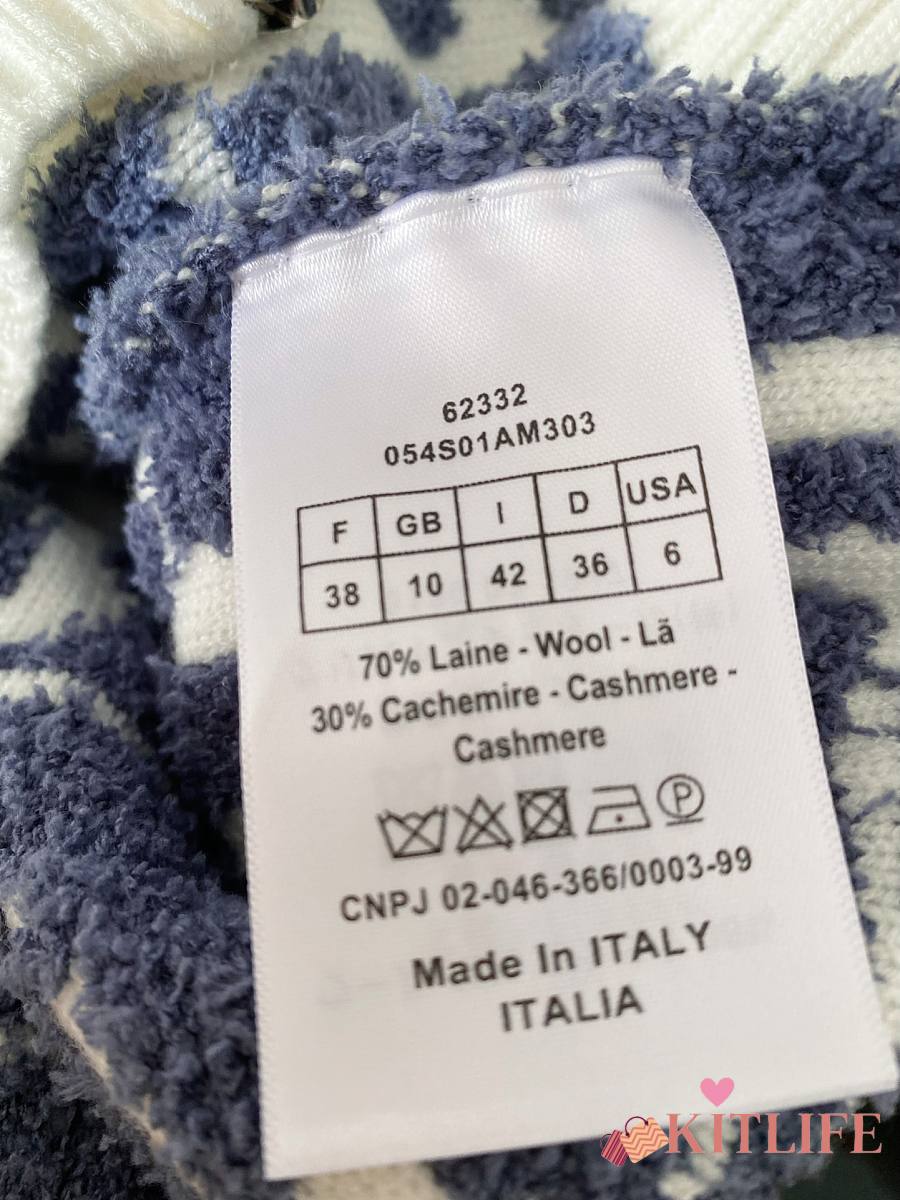 62332
054S01AM303
F GB I D USA
38 10 42 36 6
70% Laine - Wool - Lã
30% Cachemire - Cashmere -
Cashmere
P
CNPJ 02-046-366/0003-99
Made In ITALY
ITALIA
KITLIFE